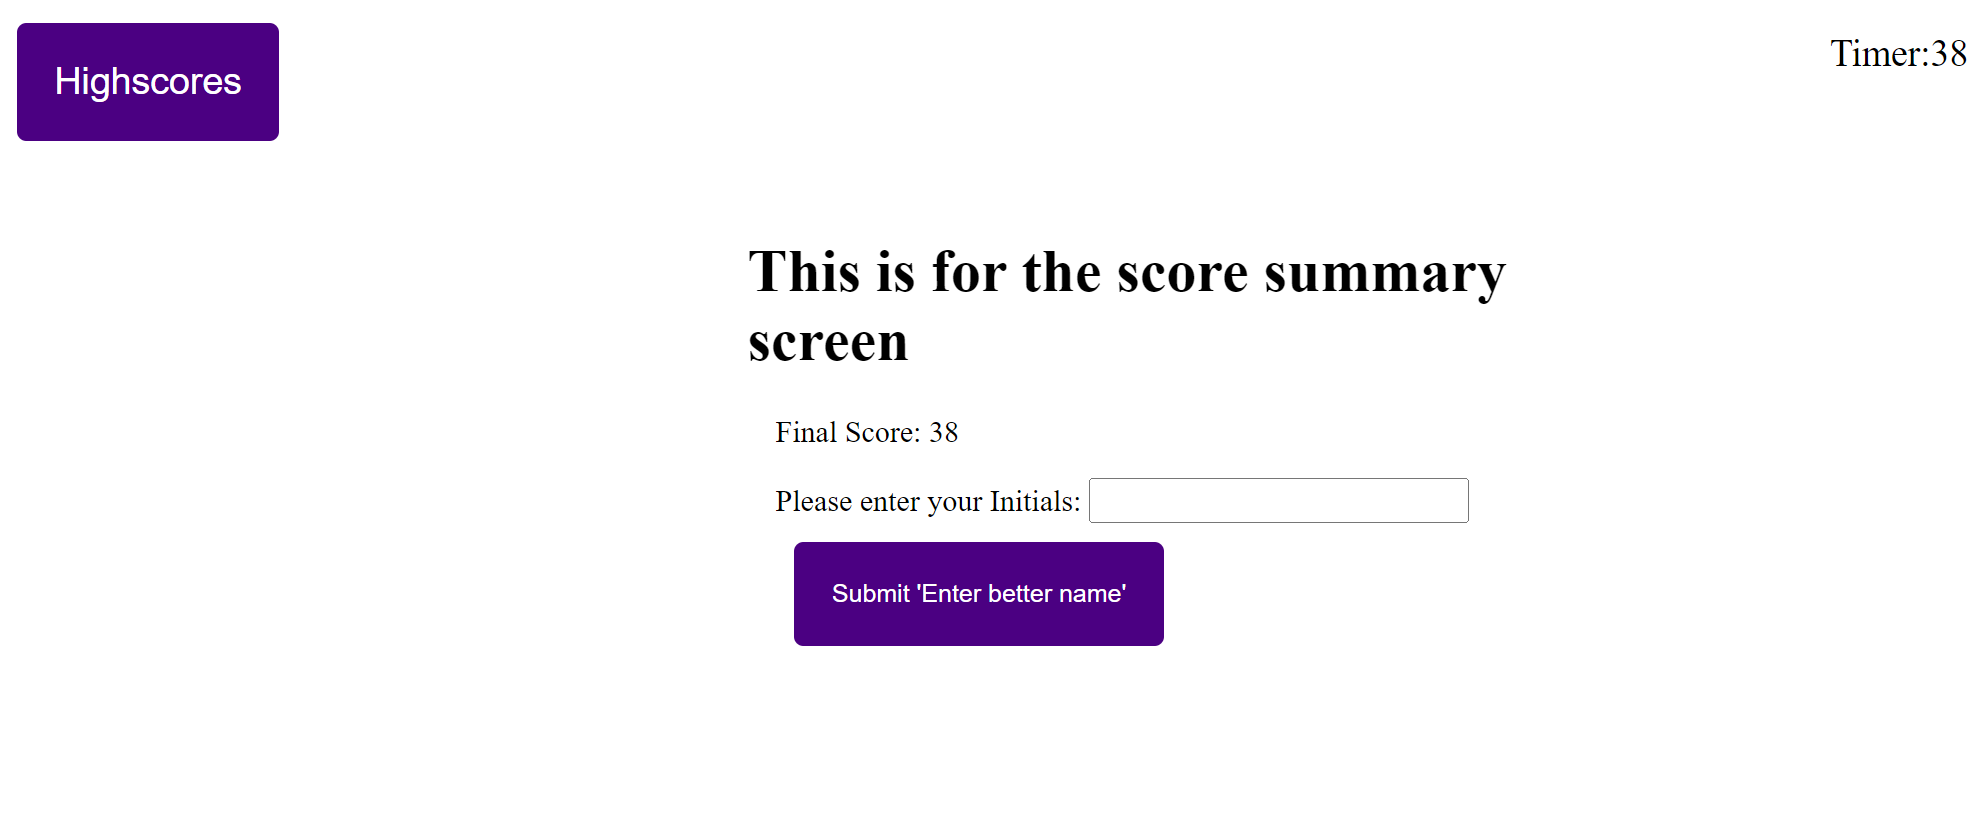 Highscores
Timer:38
This is for the score summary
screen
Final Score: 38
Please enter your Initials:
Submit 'Enter better name'